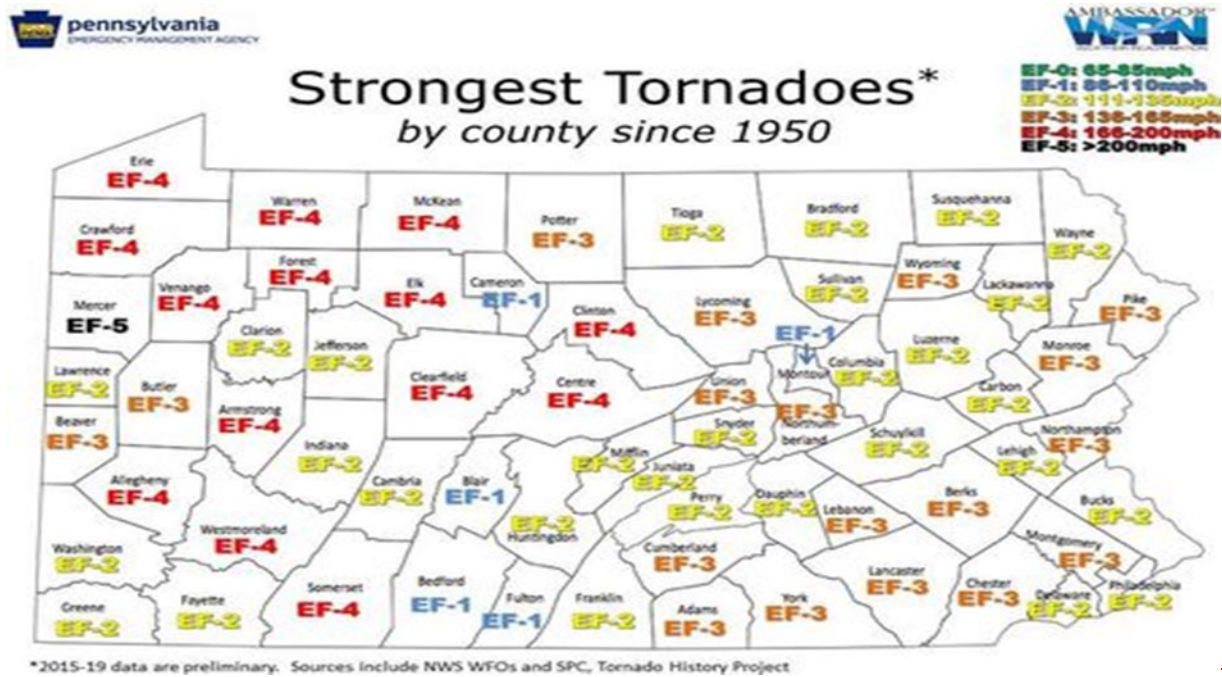 pennsylvania
EMERGENCY MANAGEMENT AGENCY
AMBASSADOR™
WRN
WEATHER-READY NATION
Strongest Tornadoes*
by county since 1950
EF-0: 65-85mph
EF-1: 86-110mph
EF-2: 111-135mph
EF-3: 136-165mph
EF-4: 166-200mph
EF-5: >200mph
Erie
EF-4
Warren
EF-4
McKean
EF-4
Potter
EF-3
Tioga
EF-2
Bradford
EF-2
Susquehanna
EF-2
Wayne
EF-2
Crawford
EF-4
Forest
EF-4
Elk
EF-4
Cameron
EF-1
Sullivan
EF-2
Wyoming
EF-3
Lackawanna
EF-2
Pike
EF-3
Mercer
EF-5
Venango
EF-4
Clarion
EF-2
Jefferson
EF-2
Clinton
EF-4
Lycoming
EF-3
EF-1
Montour
Columbia
EF-2
Luzerne
EF-2
Monroe
EF-3
Lawrence
EF-2
Butler
EF-3
Armstrong
EF-4
Clearfield
EF-4
Centre
EF-4
Union
EF-3
EF-3
Northum-
berland
Carbon
EF-2
Beaver
EF-3
Indiana
EF-2
Snyder
EF-2
Schuylkill
EF-2
Lehigh
EF-2
Northampton
EF-3
Allegheny
EF-4
Cambria
EF-2
Blair
EF-1
Mifflin
EF-2
Juniata
EF-2
Perry
EF-2
Dauphin
EF-2
Lebanon
EF-3
Berks
EF-3
Bucks
EF-2
Washington
EF-2
Westmoreland
EF-4
EF-2
Huntingdon
Cumberland
EF-3
Lancaster
EF-3
Chester
EF-3
Montgomery
EF-3
Delaware
EF-2
Philadelphia
EF-2
Greene
EF-2
Fayette
EF-2
Somerset
EF-4
Bedford
EF-1
Fulton
EF-1
Franklin
EF-2
Adams
EF-3
York
EF-3
*2015-19 data are preliminary. Sources include NWS WFOs and SPC, Tornado History Project